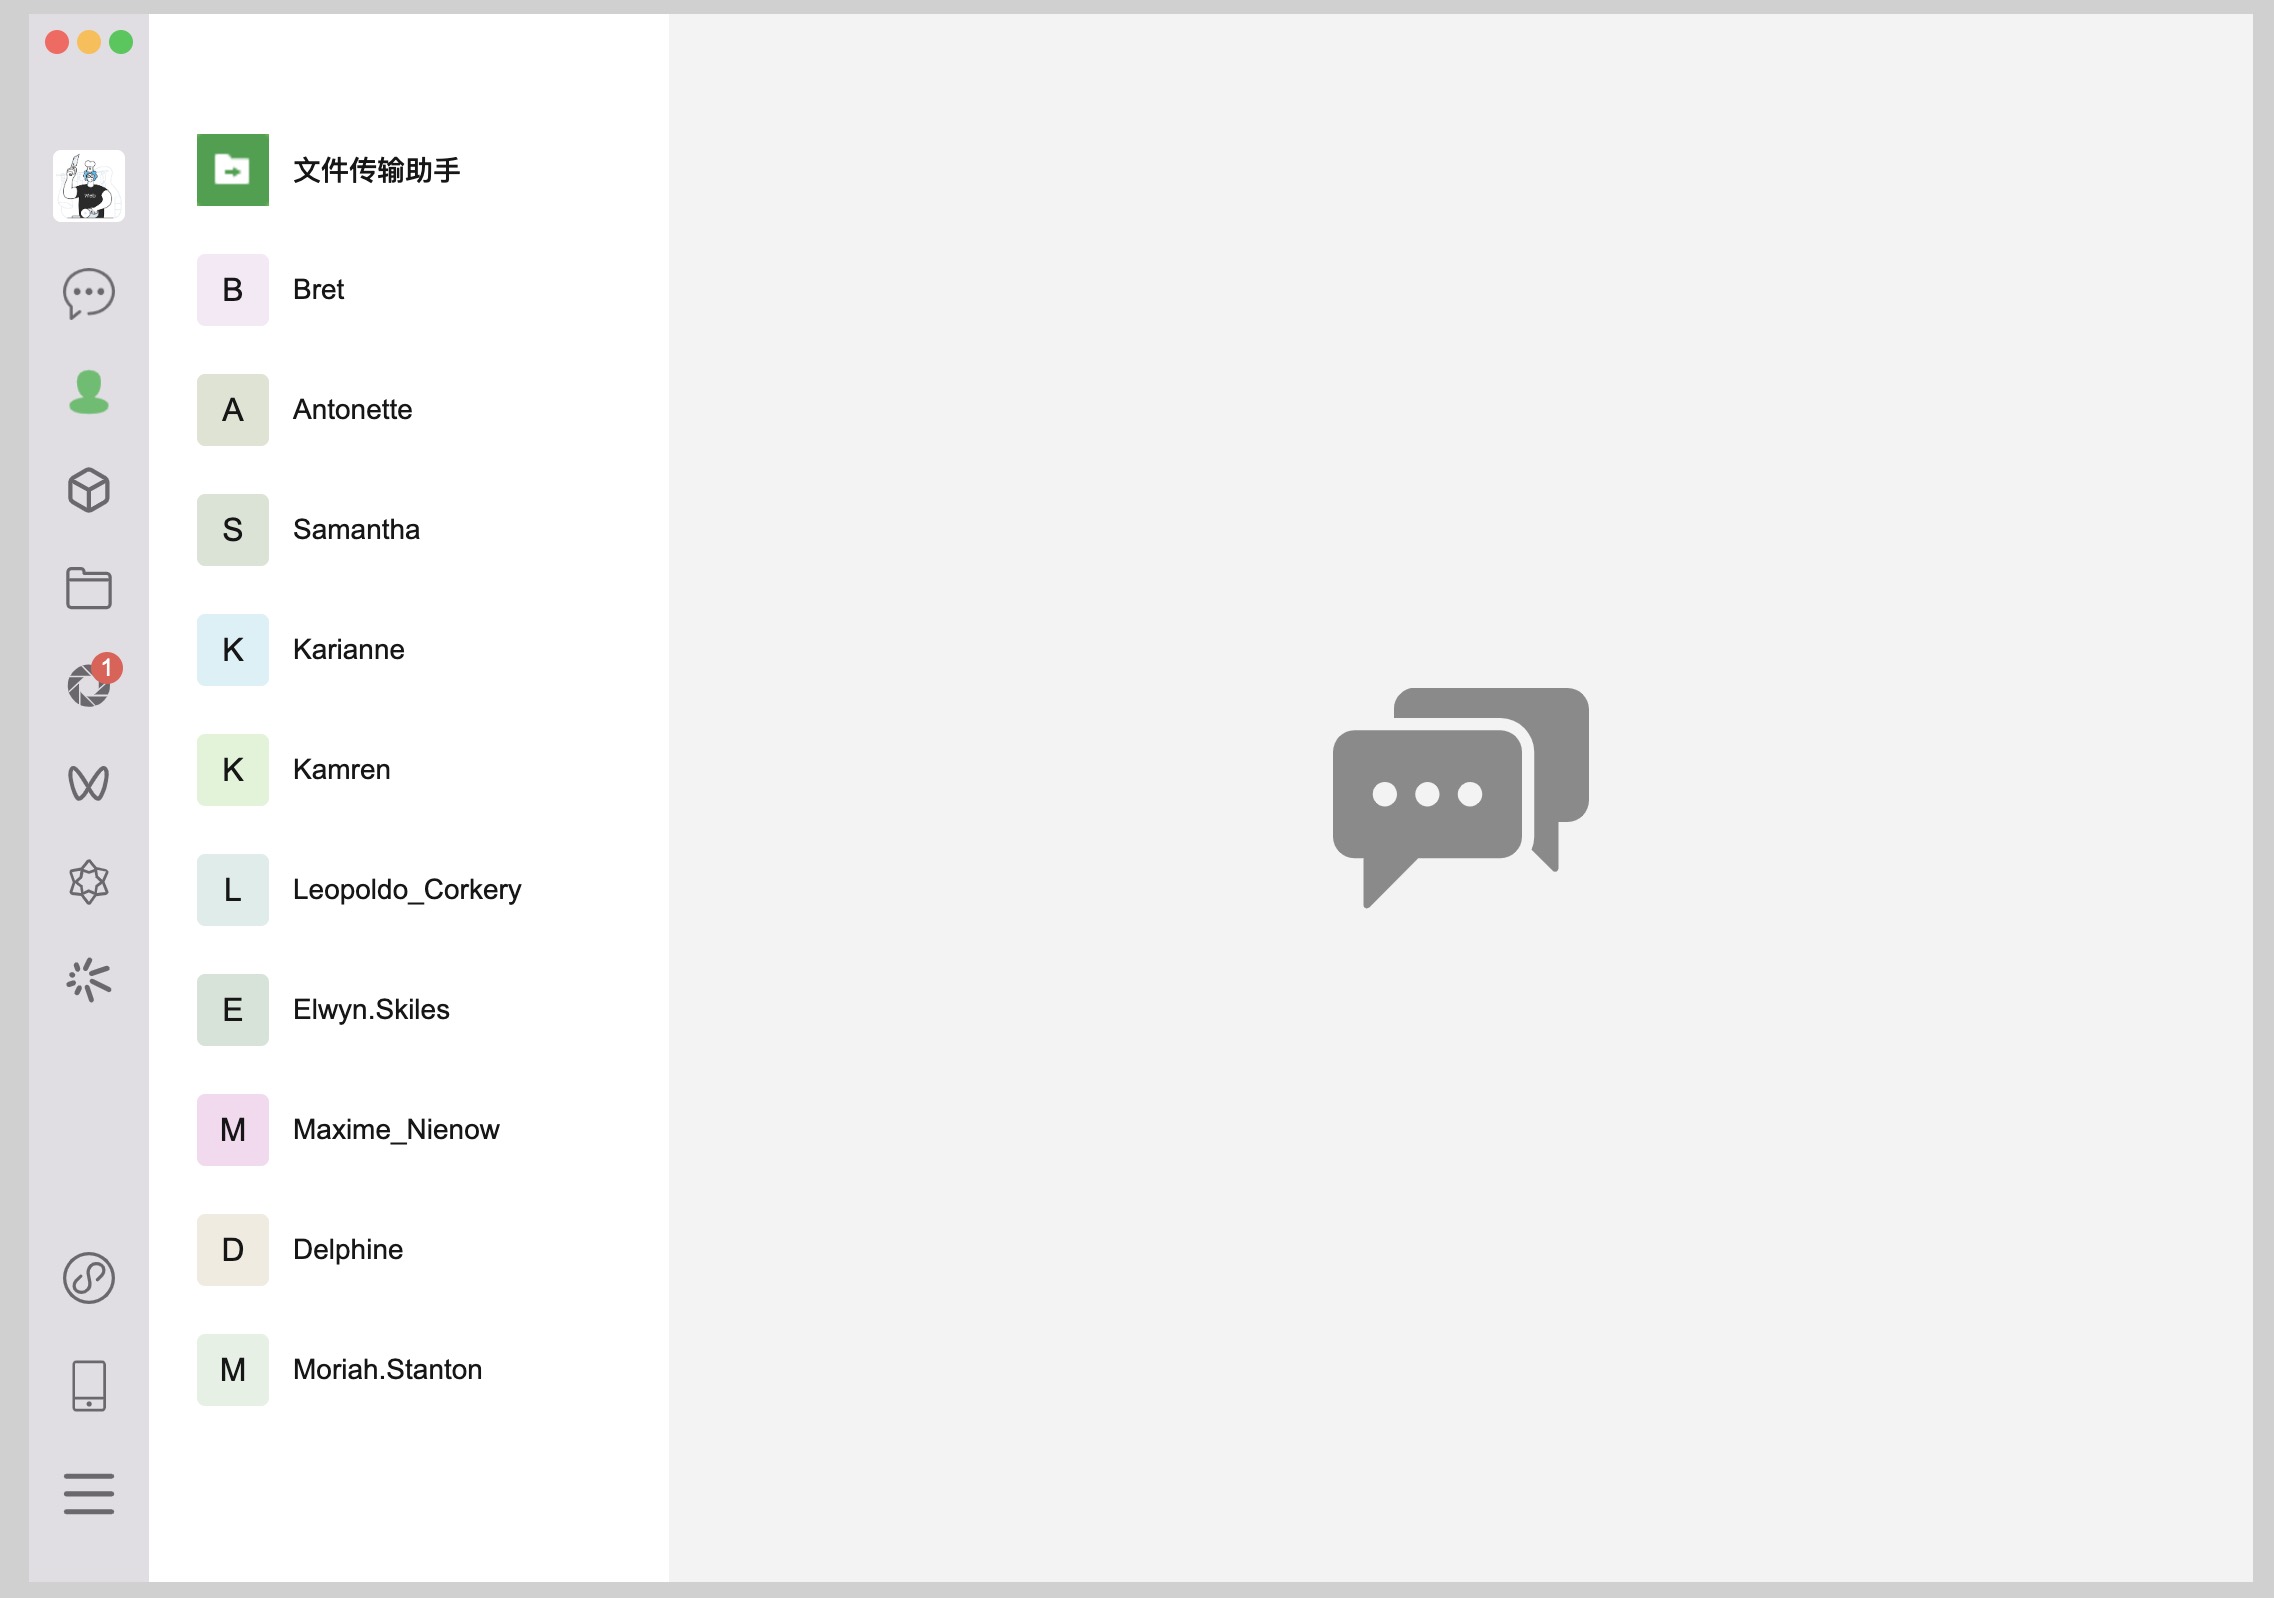 文件传输助手
B Bret
A Antonette
S Samantha
K Karianne
1
K Kamren
L Leopoldo_Corkery
E Elwyn.Skiles
M Maxime_Nienow
D Delphine
M Moriah.Stanton